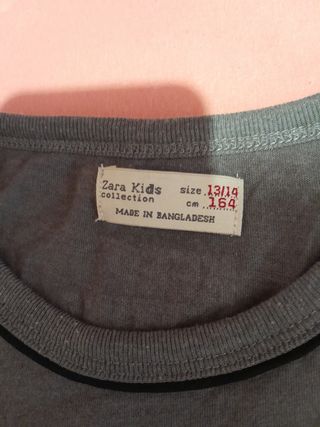 Zara Kids size 13/14
collection cm 164
MADE IN BANGLADESH